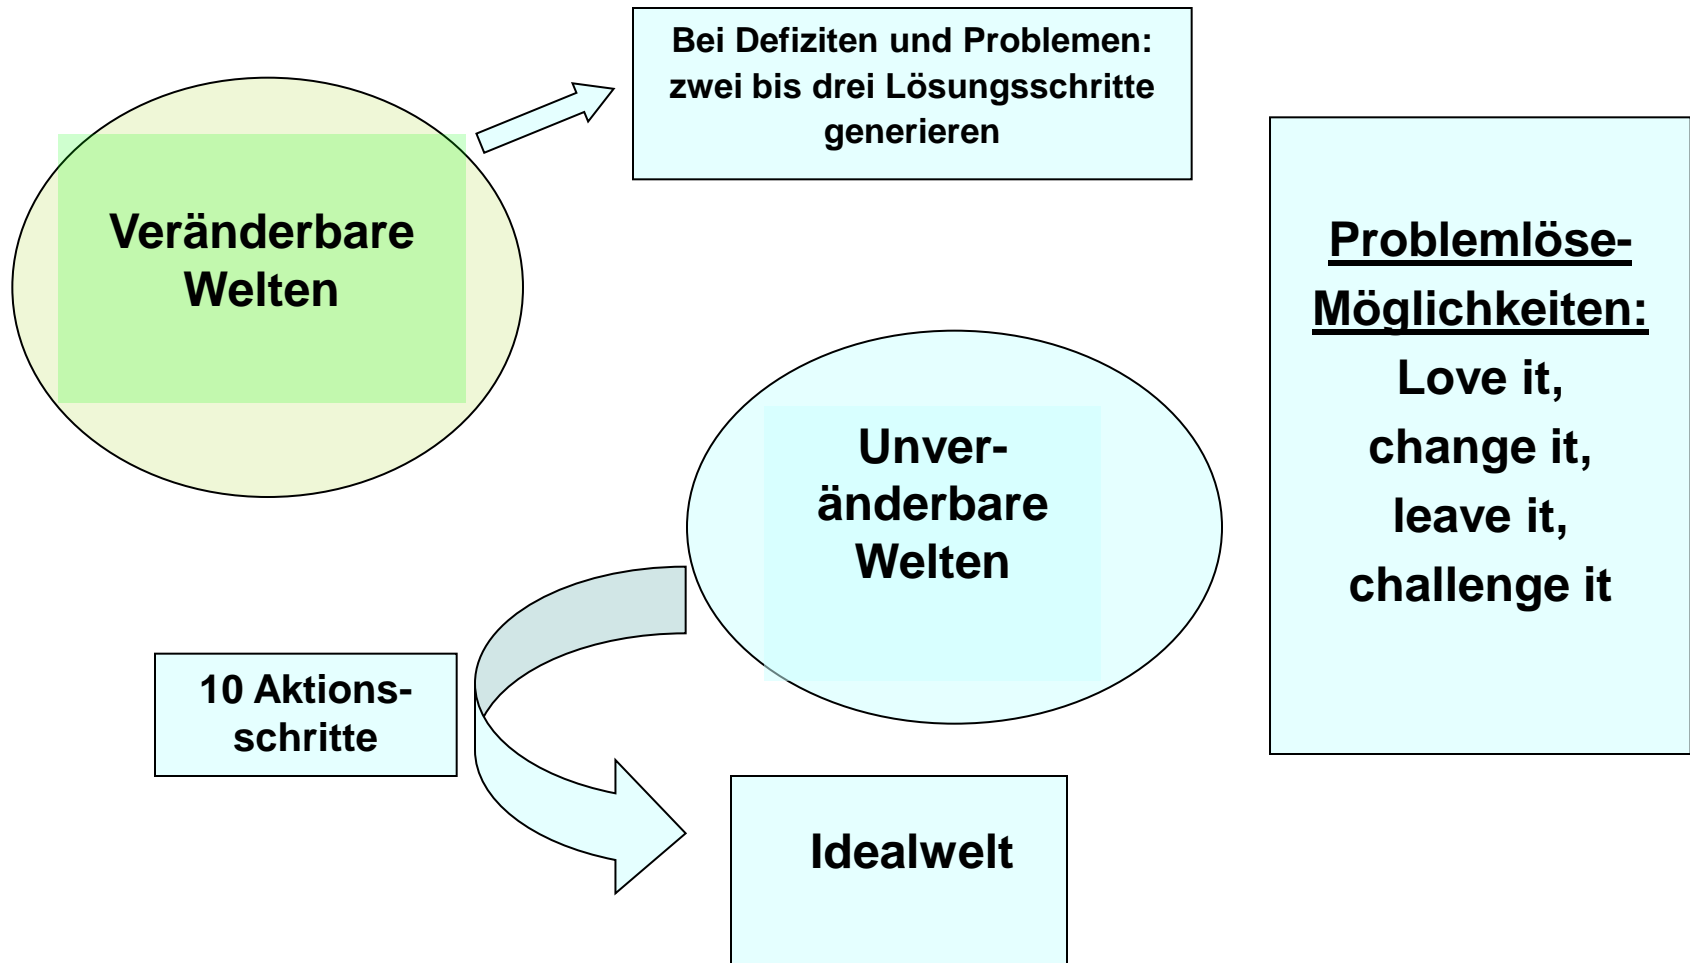 Bei Defiziten und Problemen:
zwei bis drei Lösungsschritte
generieren
Veränderbare
Welten
Problemlöse-
Möglichkeiten:
Love it,
change it,
leave it,
challenge it
Unver-
änderbare
Welten
10 Aktions-
schritte
Idealwelt